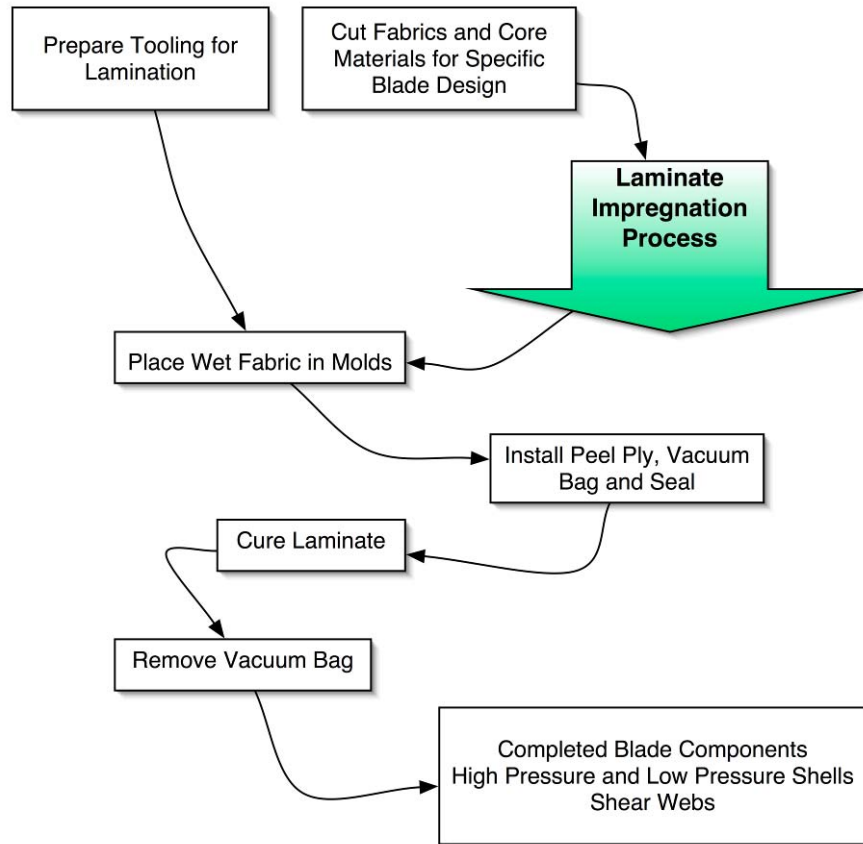 Prepare Tooling for
Lamination
Cut Fabrics and Core
Materials for Specific
Blade Design
Laminate
Impregnation
Process
Place Wet Fabric in Molds
Install Peel Ply, Vacuum
Bag and Seal
Cure Laminate
Remove Vacuum Bag
Completed Blade Components
High Pressure and Low Pressure Shells
Shear Webs